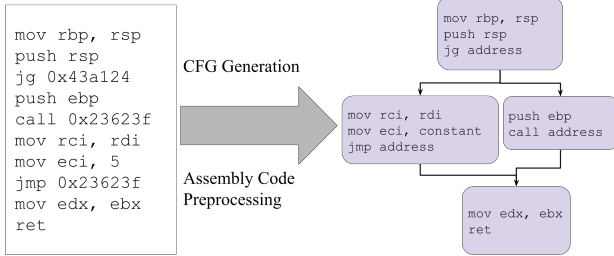 mov rbp, rsp
push rsp
jg 0x43a124
push ebp
call 0x23623f
mov rci, rdi
mov eci, 5
jmp 0x23623f
mov edx, ebx
ret
CFG Generation
Assembly Code
Preprocessing
mov rbp, rsp
push rsp
jg address
mov rci, rdi
mov eci, constant
jmp address
push ebp
call address
mov edx, ebx
ret